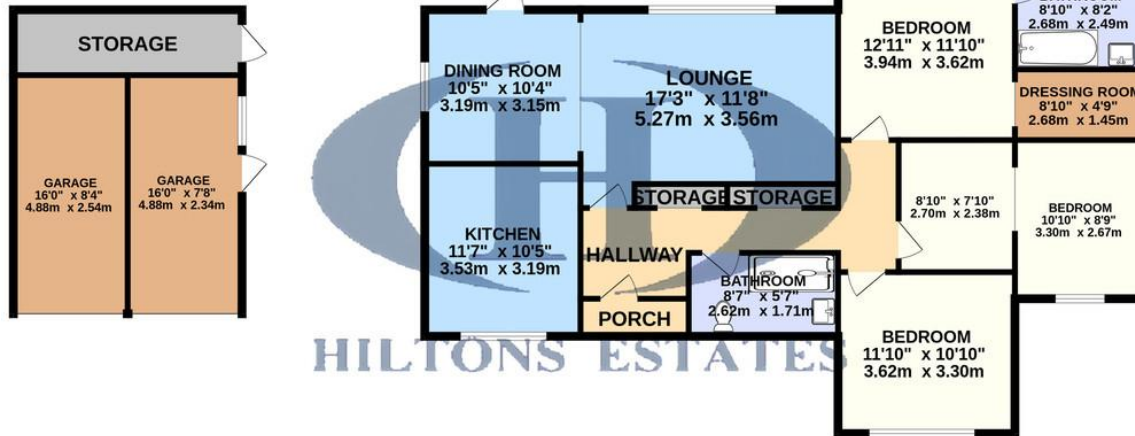 STORAGE
GARAGE
16'0" x 8'4"
4.88m x 2.54m
GARAGE
16'0" x 7'8"
4.88m x 2.34m
DINING ROOM
10'5" x 10'4"
3.19m x 3.15m
LOUNGE
17'3" x 11'8"
5.27m x 3.56m
BEDROOM
12'11" x 11'10"
3.94m x 3.62m
8'10" x 8'2"
2.68m x 2.49m
DRESSING ROOM
8'10" x 4'9"
2.68m x 1.45m
STORAGE
STORAGE
8'10" x 7'10"
2.70m x 2.38m
BEDROOM
10'10" x 8'9"
3.30m x 2.67m
KITCHEN
11'7" x 10'5"
3.53m x 3.19m
HALLWAY
BATHROOM
8'7" x 5'7"
2.62m x 1.71m
PORCH
BEDROOM
11'10" x 10'10"
3.62m x 3.30m
HILTONS ESTATES